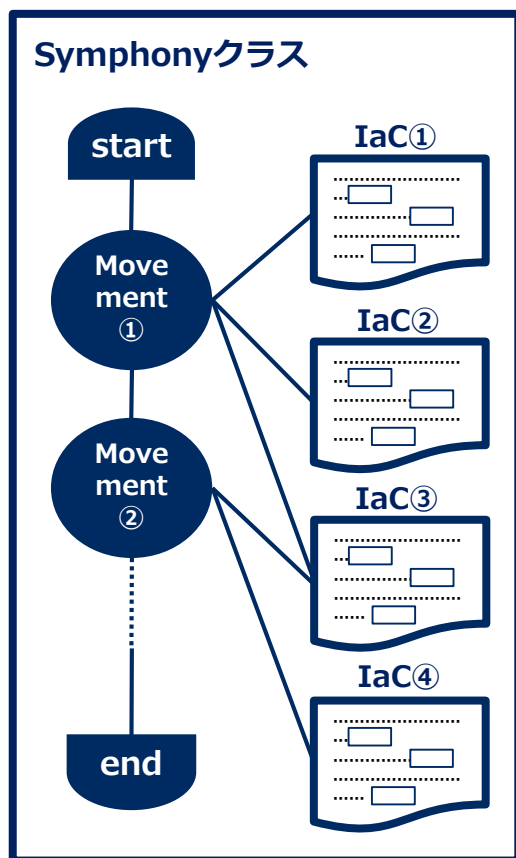 Symphonyクラス
start
Move
ment
①
Move
ment
②
end
IaC①
IaC②
IaC③
IaC④